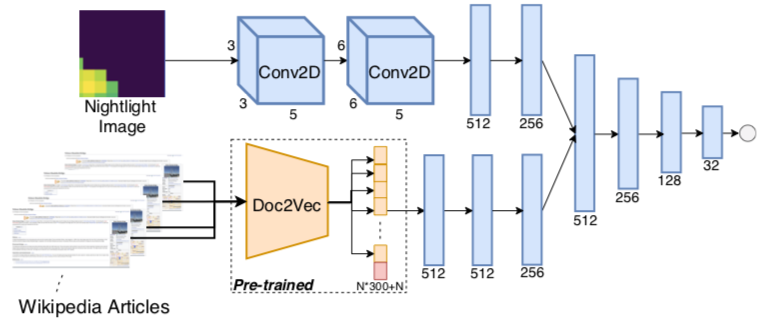 Nightlight
Image
3
3
5
Conv2D
6
6
5
Conv2D
512
256
Wikipedia Articles
Doc2Vec
Pre-trained
N*300+N
512
512
256
512
256
128
32